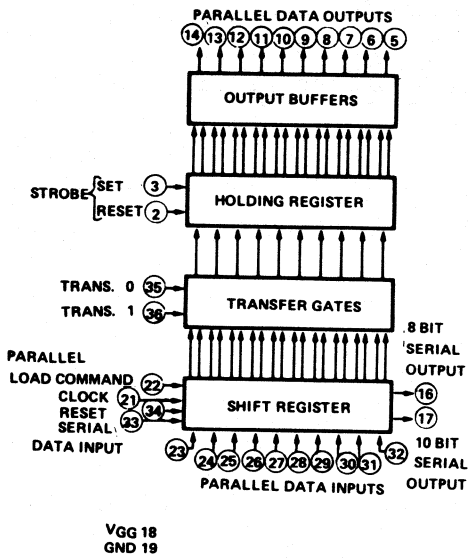 PARALLEL DATA OUTPUTS
14 13 12 11 10 9 8 7 6 5
OUTPUT BUFFERS
STROBE
SET 3
RESET 2
HOLDING REGISTER
TRANS. 0 35
TRANS. 1 36
TRANSFER GATES
8 BIT
SERIAL
OUTPUT
16
PARALLEL
LOAD COMMAND 22
CLOCK 21
RESET 34
SERIAL 33
DATA INPUT
SHIFT REGISTER
17
10 BIT
SERIAL
OUTPUT
23 24 25 26 27 28 29 30 31 32
PARALLEL DATA INPUTS
VGG 18
GND 19